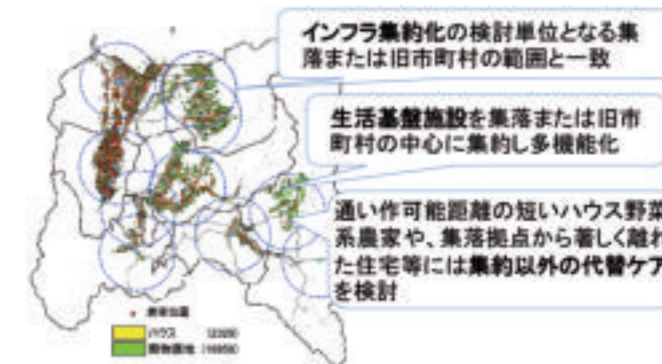 インフラ集約化の検討単位となる集
落または旧市町村の範囲と一致
生活基盤施設を集落または旧市
町村の中心に集約し多機能化
通い作可能距離の短いハウス野菜
系農家や、集落拠点から著しく離れ
た住宅等には集約以外の代替ケア
を検討
ハウス